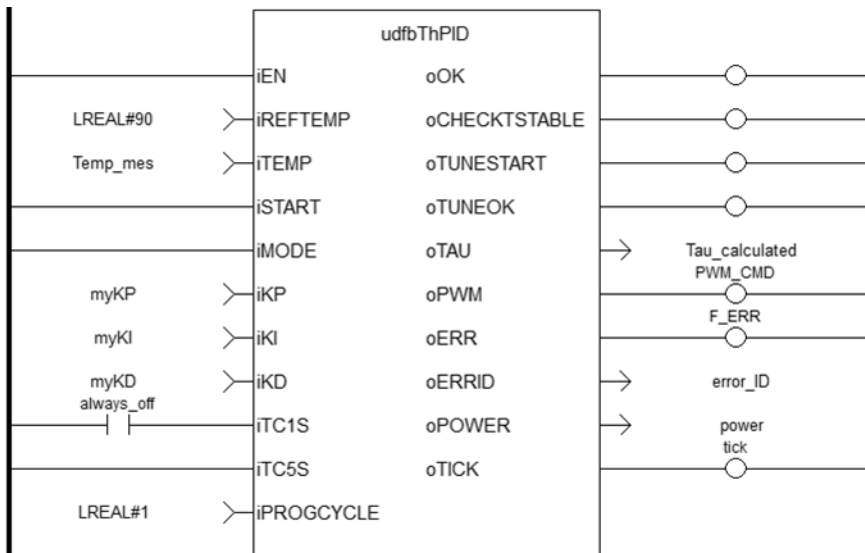 udfbThPID
iEN oOK
LREAL#90 iREFTEMP oCHECKTSTABLE
Temp_mes iTEMP oTUNESTART
iSTART oTUNEOK
iMODE oTAU Tau_calculated
PWM_CMD
myKP iKP oPWM
F_ERR
myKI iKI oERR
myKD iKD oERRID error_ID
always_off
iTC1S oPOWER power
tick
iTC5S oTICK
LREAL#1 iPROGCYCLE